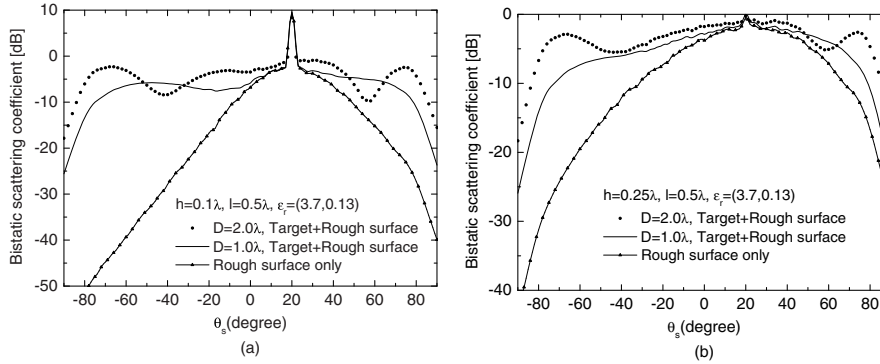 (a)
10
0
-10
-20
-30
-40
-50
Bistatic scattering coefficient [dB]
h=0.1λ, l=0.5λ, εr=(3.7,0.13)
D=2.0λ, Target+Rough surface
D=1.0λ, Target+Rough surface
Rough surface only
-80 -60 -40 -20 0 20 40 60 80
θs(degree)
(a)
(b)
0
-10
-20
-30
-40
Bistatic scattering coefficient [dB]
h=0.25λ, l=0.5λ, εr=(3.7,0.13)
D=2.0λ, Target+Rough surface
D=1.0λ, Target+Rough surface
Rough surface only
-80 -60 -40 -20 0 20 40 60 80
θs(degree)
(b)